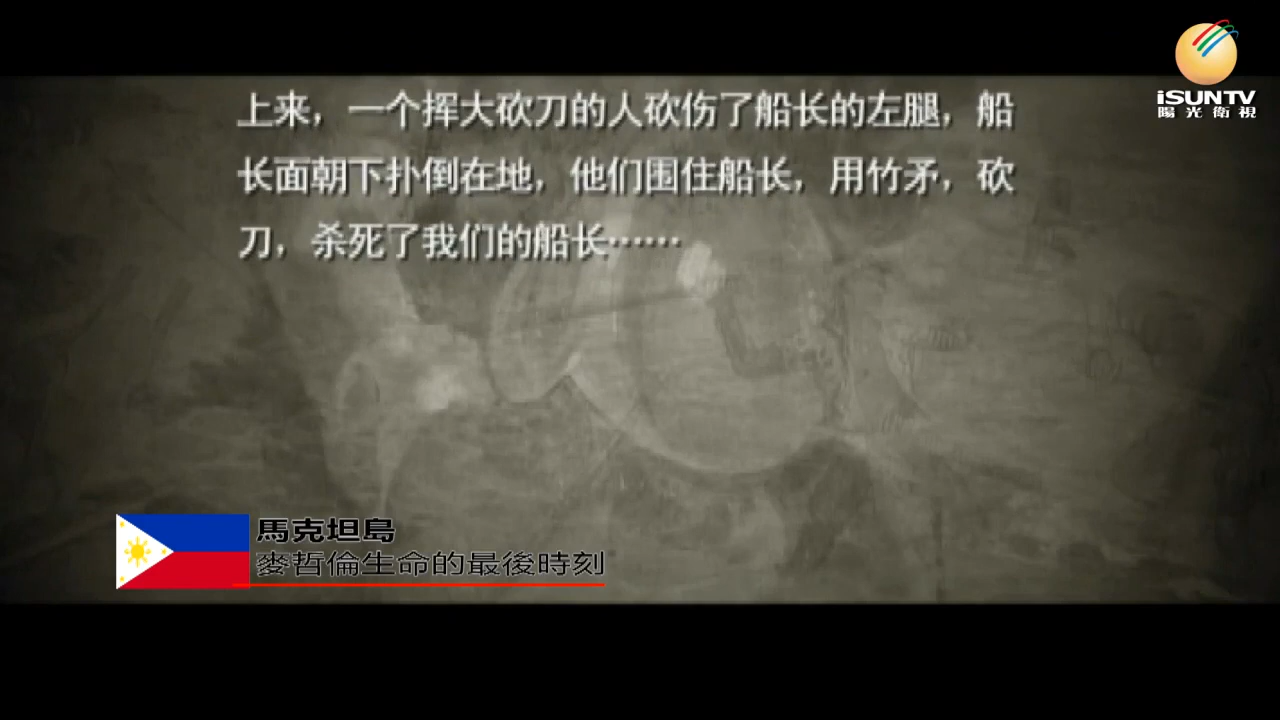 上来，一个挥大砍刀的人砍伤了船长的左腿，船
长面朝下扑倒在地，他们围住船长，用竹矛，砍
刀，杀死了我们的船长……
iSUNTV
陽光衛視
馬克坦島
麥哲倫生命的最後時刻